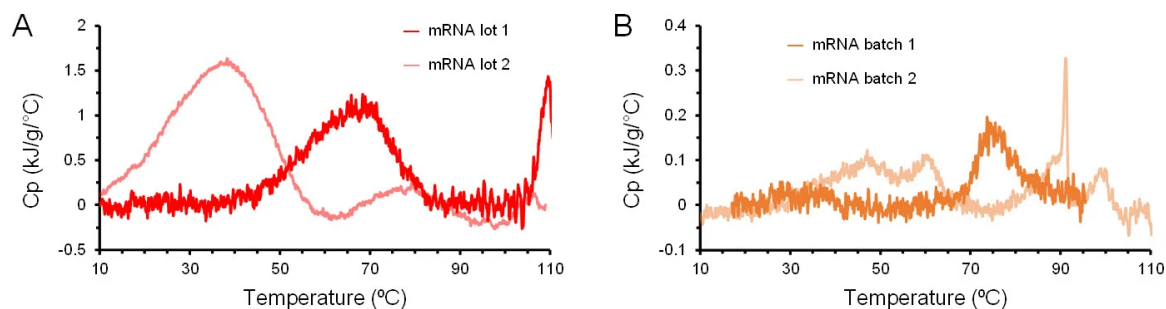 A
mRNA lot 1
mRNA lot 2
Cp (kJ/g/°C)
2
1.5
1
0.5
0
-0.5
10 30 50 70 90 110
Temperature (ºC)
B
mRNA batch 1
mRNA batch 2
Cp (kJ/g/°C)
0.4
0.3
0.2
0.1
0
-0.1
10 30 50 70 90 110
Temperature (ºC)